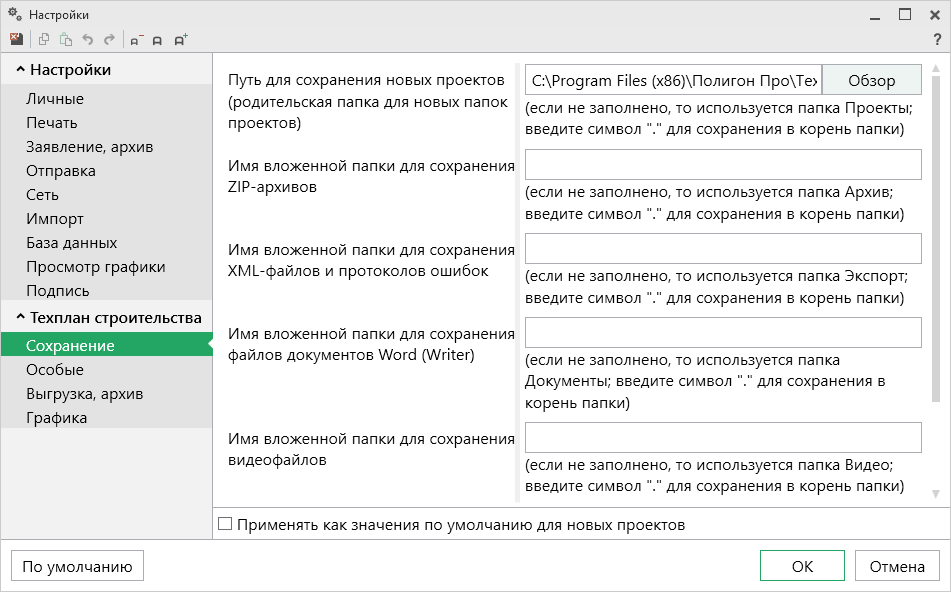 Настройки
A⁻ A A⁺
?
Настройки
Личные
Печать
Заявление, архив
Отправка
Сеть
Импорт
База данных
Просмотр графики
Подпись
Техплан строительства
Сохранение
Особые
Выгрузка, архив
Графика
Путь для сохранения новых проектов
(родительская папка для новых папок
проектов)
C:\Program Files (x86)\Полигон Про\Тех
Обзор
(если не заполнено, то используется папка Проекты;
введите символ "." для сохранения в корень папки)
Имя вложенной папки для сохранения
ZIP-архивов
(если не заполнено, то используется папка Архив;
введите символ "." для сохранения в корень папки)
Имя вложенной папки для сохранения
XML-файлов и протоколов ошибок
(если не заполнено, то используется папка Экспорт;
введите символ "." для сохранения в корень папки)
Имя вложенной папки для сохранения
файлов документов Word (Writer)
(если не заполнено, то используется папка
Документы; введите символ "." для сохранения в
корень папки)
Имя вложенной папки для сохранения
видеофайлов
(если не заполнено, то используется папка Видео;
введите символ "." для сохранения в корень папки)
Применять как значения по умолчанию для новых проектов
По умолчанию
ОК
Отмена